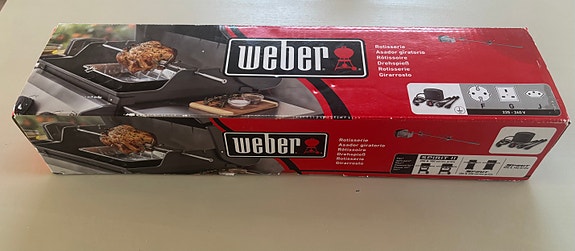 weber
Rotisserie
Asador giratorio
Rôtissoire
Drehspieß
Rotisserie
Girarrosto
G
J
220 - 240 V
weber
Rotisserie
Asador giratorio
Rôtissoire
Drehspieß
Rotisserie
Girarrosto
SPIRIT II
SPIRIT